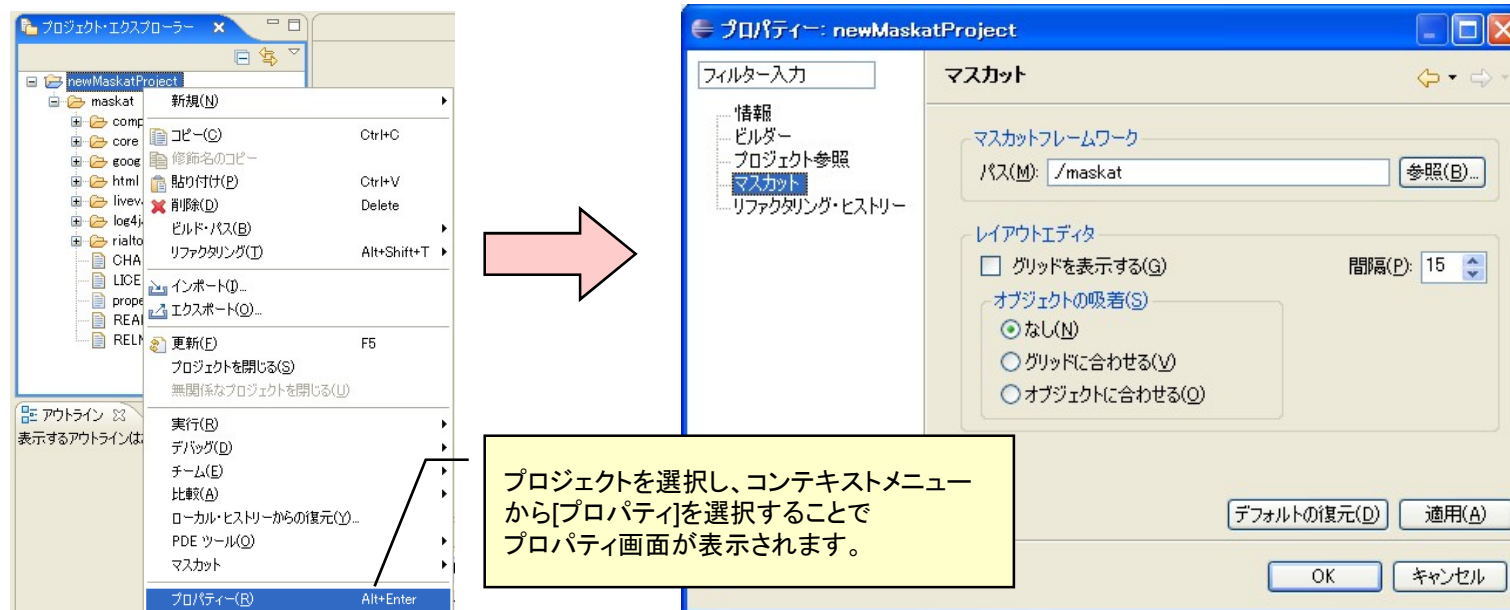 プロジェクト・エクスプローラー
newMaskatProject
maskat
comp
core
goog
html
livev
log4j
rialto
CHA
LICE
prope
REA
RELN
新規(N)
コピー(C) Ctrl+C
修飾名のコピー
貼り付け(P) Ctrl+V
削除(D) Delete
ビルド・パス(B)
リファクタリング(T) Alt+Shift+T
インポート(I)...
エクスポート(O)...
更新(F) F5
プロジェクトを閉じる(S)
無関係なプロジェクトを閉じる(U)
実行(R)
デバッグ(D)
チーム(E)
比較(A)
ローカル・ヒストリーからの復元(Y)...
PDE ツール(O)
マスカット
プロパティー(R) Alt+Enter
アウトライン
表示するアウトラインは
プロジェクトを選択し、コンテキストメニュー
から[プロパティ]を選択することで
プロパティ画面が表示されます。
プロパティー: newMaskatProject
フィルター入力
情報
ビルダー
プロジェクト参照
マスカット
リファクタリング・ヒストリー
マスカット
マスカットフレームワーク
パス(M): /maskat 参照(B)...
レイアウトエディタ
グリッドを表示する(G) 間隔(P): 15
オブジェクトの吸着(S)
なし(N)
グリッドに合わせる(V)
オブジェクトに合わせる(O)
デフォルトの復元(D) 適用(A)
OK キャンセル